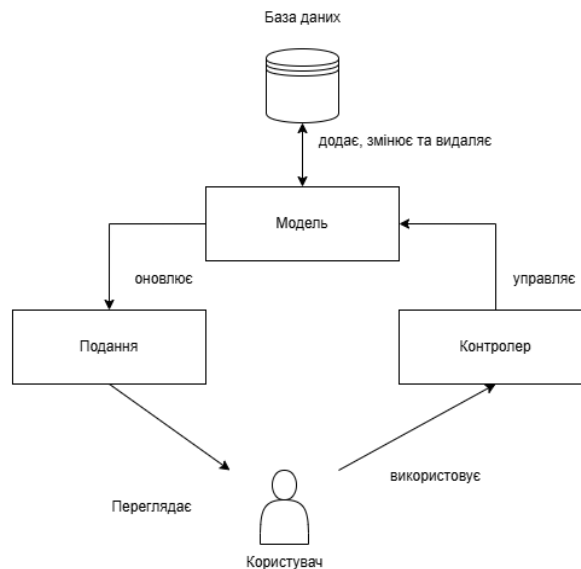 База даних
додає, змінює та видаляє
Модель
оновлює
управляє
Подання
Контролер
використовує
Переглядає
Користувач